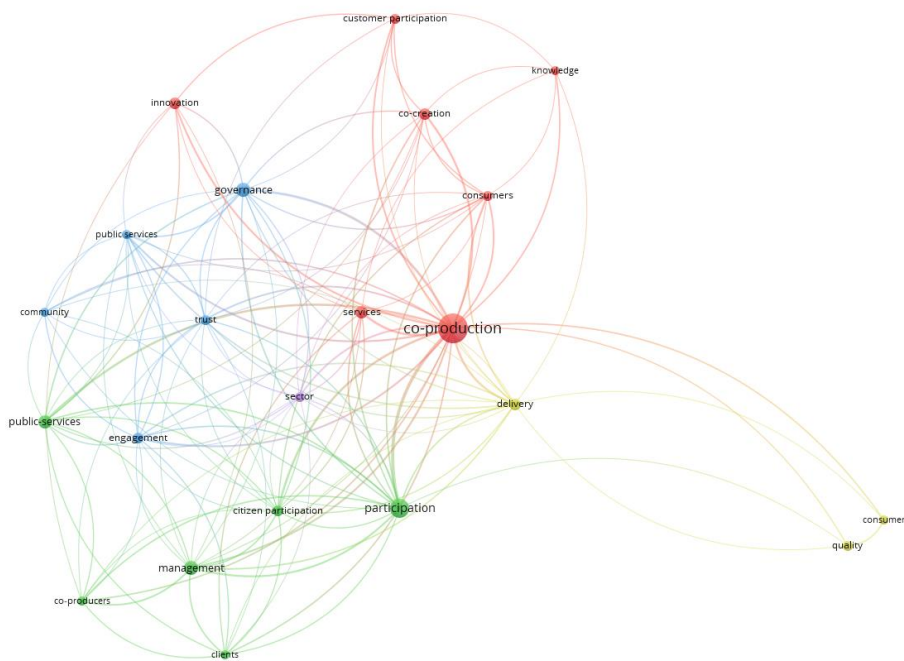 customer participation
knowledge
innovation
co-creation
governance
consumers
public services
community
trust
services
co-production
sector
delivery
public-services
engagement
participation
citizen participation
consumer
quality
management
co-producers
clients